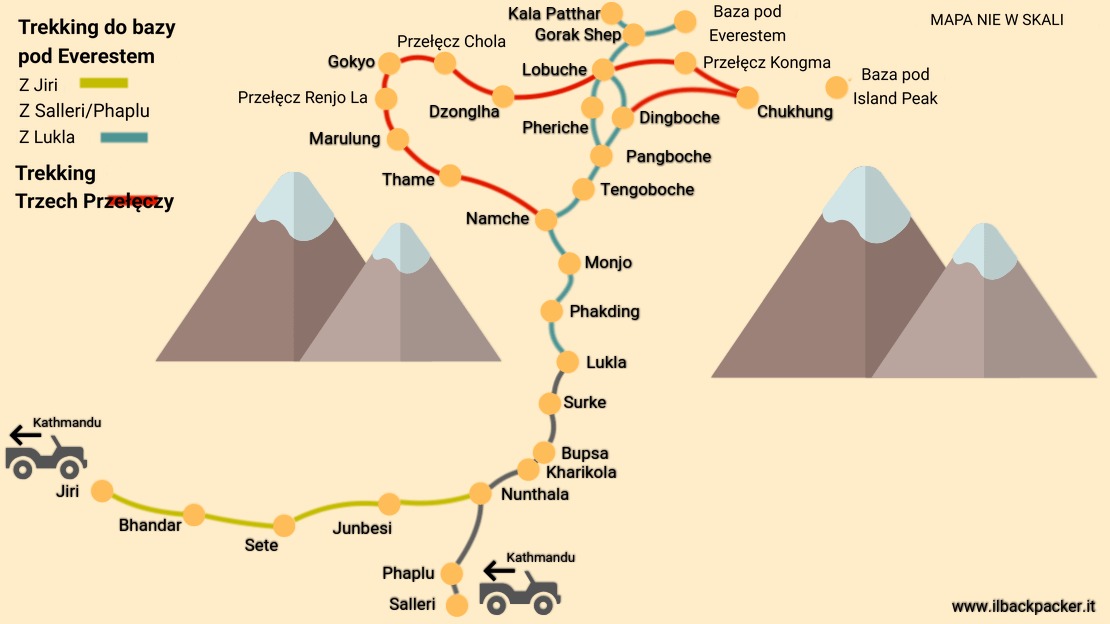 Trekking do bazy
pod Everestem
Z Jiri
Z Salleri/Phaplu
Z Lukla
Trekking
Trzech Przełęczy
MAPA NIE W SKALI
Kala Patthar
Gorak Shep
Baza pod
Everestem
Przełęcz Chola
Gokyo
Lobuche
Przełęcz Kongma
Baza pod
Island Peak
Przełęcz Renjo La
Dzonglha
Chukhung
Pheriche
Dingboche
Marulung
Pangboche
Thame
Tengoboche
Namche
Monjo
Phakding
Lukla
Surke
Kathmandu
Bupsa
Kharikola
Jiri
Nunthala
Bhandar
Junbesi
Sete
Kathmandu
Phaplu
Salleri
www.ilbackpacker.it